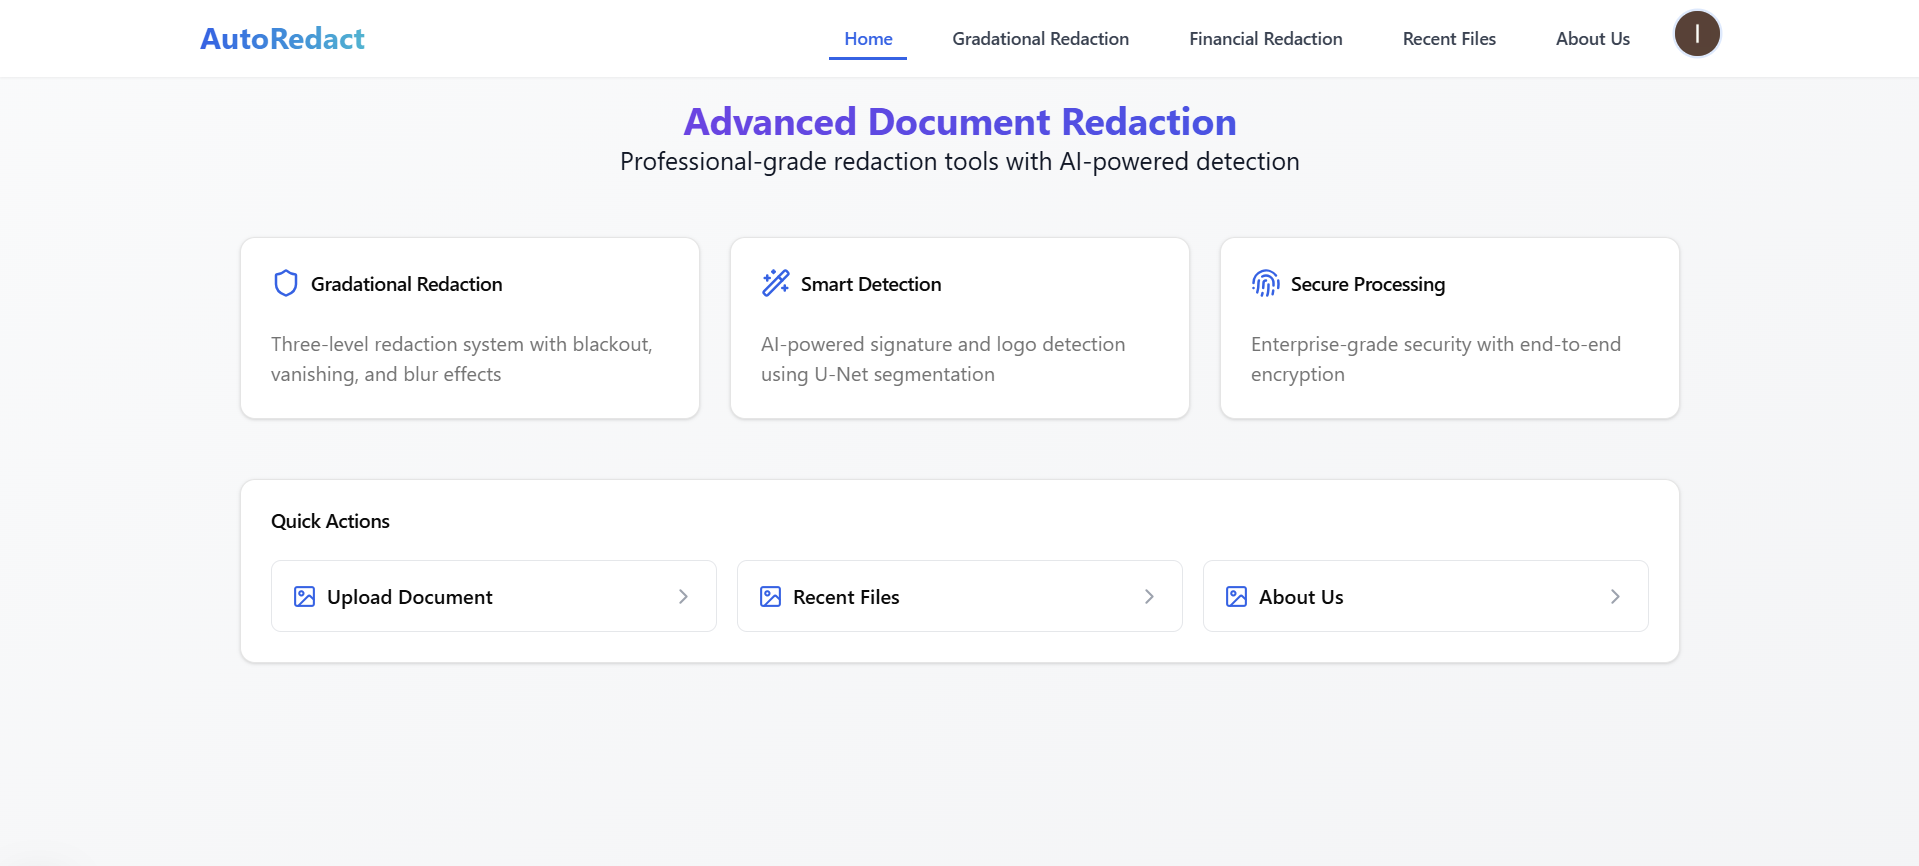 AutoRedact
Home
Gradational Redaction
Financial Redaction
Recent Files
About Us
I
Advanced Document Redaction
Professional-grade redaction tools with AI-powered detection
Gradational Redaction
Three-level redaction system with blackout,
vanishing, and blur effects
Smart Detection
AI-powered signature and logo detection
using U-Net segmentation
Secure Processing
Enterprise-grade security with end-to-end
encryption
Quick Actions
Upload Document
Recent Files
About Us